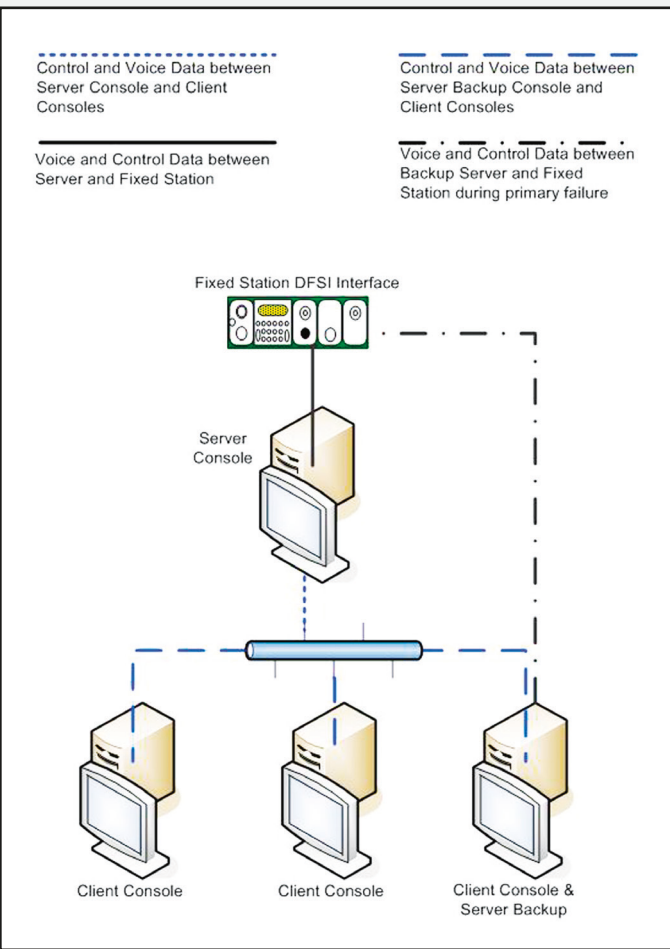 Control and Voice Data between
Server Console and Client
Consoles
Control and Voice Data between
Server Backup Console and
Client Consoles
Voice and Control Data between
Server and Fixed Station
Voice and Control Data between
Backup Server and Fixed
Station during primary failure
Fixed Station DFSI Interface
Server
Console
Client Console
Client Console
Client Console &
Server Backup